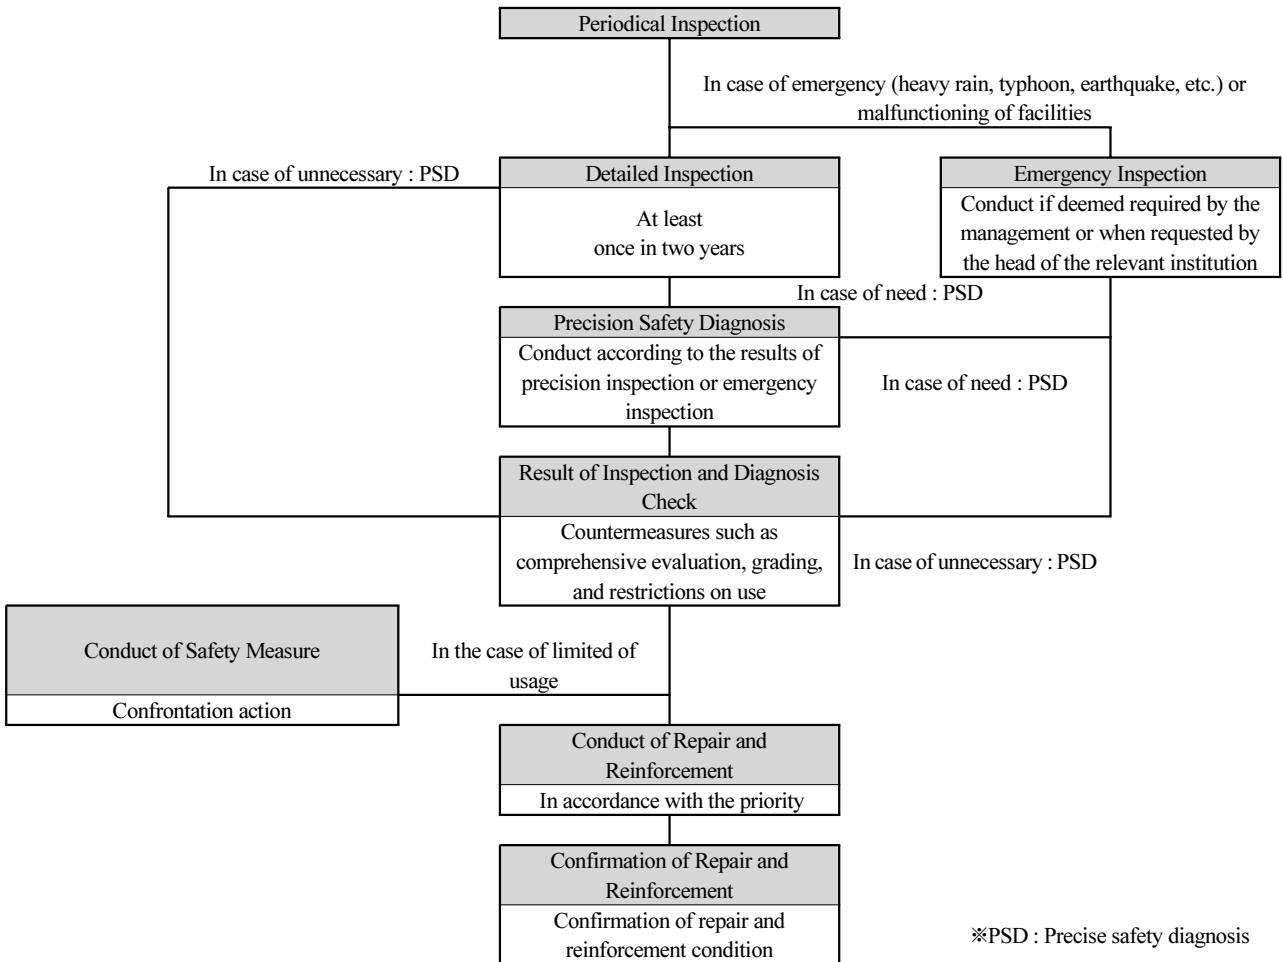 Periodical Inspection
In case of emergency (heavy rain, typhoon, earthquake, etc.) or
malfunctioning of facilities
In case of unnecessary : PSD
Detailed Inspection
At least
once in two years
Emergency Inspection
Conduct if deemed required by the
management or when requested by
the head of the relevant institution
In case of need : PSD
Precision Safety Diagnosis
Conduct according to the results of
precision inspection or emergency
inspection
In case of need : PSD
Result of Inspection and Diagnosis
Check
Countermeasures such as
comprehensive evaluation, grading,
and restrictions on use
In case of unnecessary : PSD
Conduct of Safety Measure
Confrontation action
In the case of limited of
usage
Conduct of Repair and
Reinforcement
In accordance with the priority
Confirmation of Repair and
Reinforcement
Confirmation of repair and
reinforcement condition
※PSD : Precise safety diagnosis